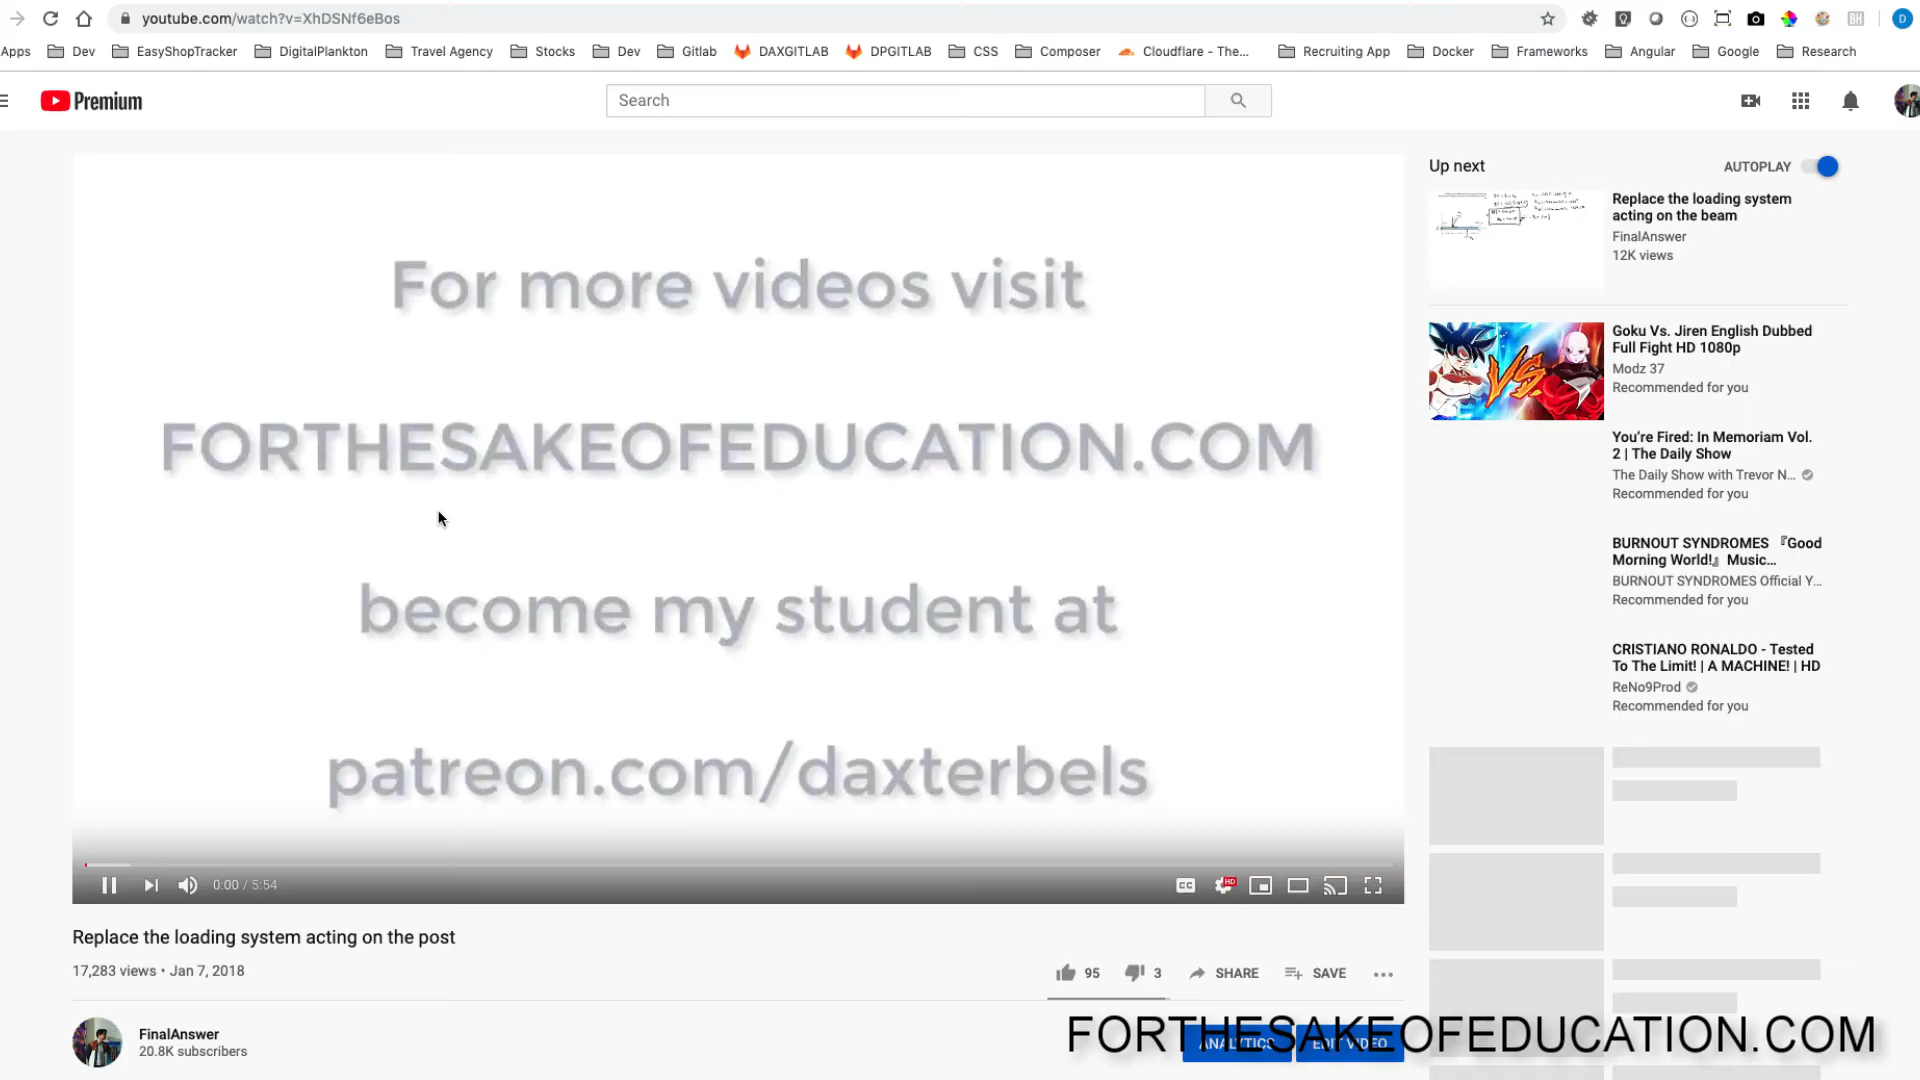 youtube.com/watch?v=XhDSNf6eBos
Apps Dev EasyShopTracker DigitalPlankton Travel Agency Stocks Dev Gitlab DAXGITLAB DPGITLAB CSS Composer Cloudflare - The... Recruiting App Docker Frameworks Angular Google Research
Premium
Search
For more videos visit
FORTHESAKEOFEDUCATION.COM
become my student at
patreon.com/daxterbels
0:00 / 5:54
CC
HD
Replace the loading system acting on the post
17,283 views • Jan 7, 2018
95 3 SHARE SAVE
FinalAnswer
20.8K subscribers
ANALYTICS EDIT VIDEO
Up next AUTOPLAY
Replace the loading system
acting on the beam
FinalAnswer
12K views
VS.
Goku Vs. Jiren English Dubbed
Full Fight HD 1080p
Modz 37
Recommended for you
You're Fired: In Memoriam Vol.
2 | The Daily Show
The Daily Show with Trevor N...
Recommended for you
BURNOUT SYNDROMES 『Good
Morning World!』 Music...
BURNOUT SYNDROMES Official Y...
Recommended for you
CRISTIANO RONALDO - Tested
To The Limit! | A MACHINE! | HD
ReNo9Prod
Recommended for you
FORTHESAKEOFEDUCATION.COM